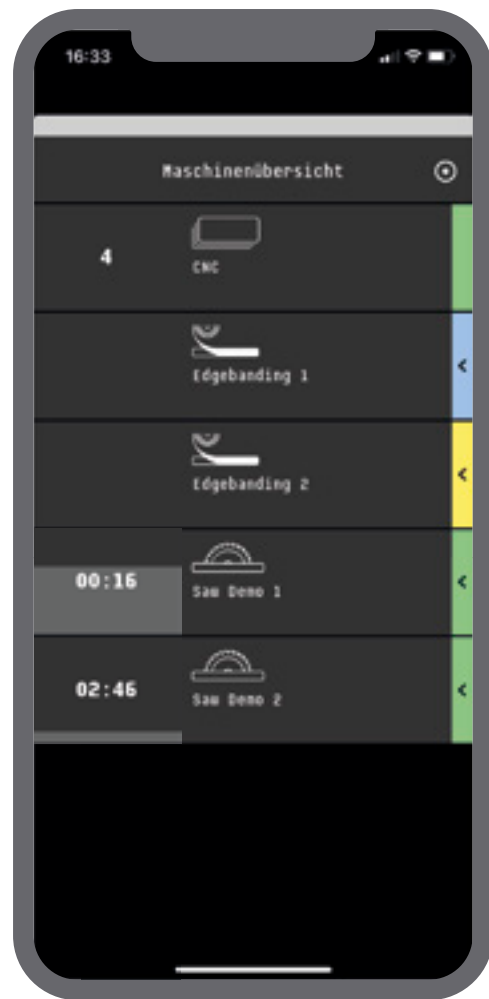 16:33
Maschinenübersicht
4
CNC
Edgebanding 1
Edgebanding 2
00:16
Saw Demo 1
02:46
Saw Demo 2